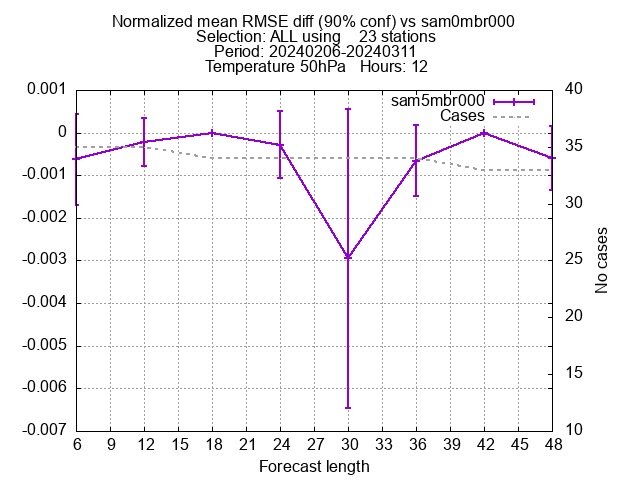 Normalized mean RMSE diff (90% conf) vs sam0mbr000
Selection: ALL using    23 stations
Period: 20240206-20240311
Temperature 50hPa   Hours: 12
sam5mbr000
Cases
0.001
0
-0.001
-0.002
-0.003
-0.004
-0.005
-0.006
-0.007
40
35
30
25
20
15
10
No cases
6 9 12 15 18 21 24 27 30 33 36 39 42 45 48
Forecast length